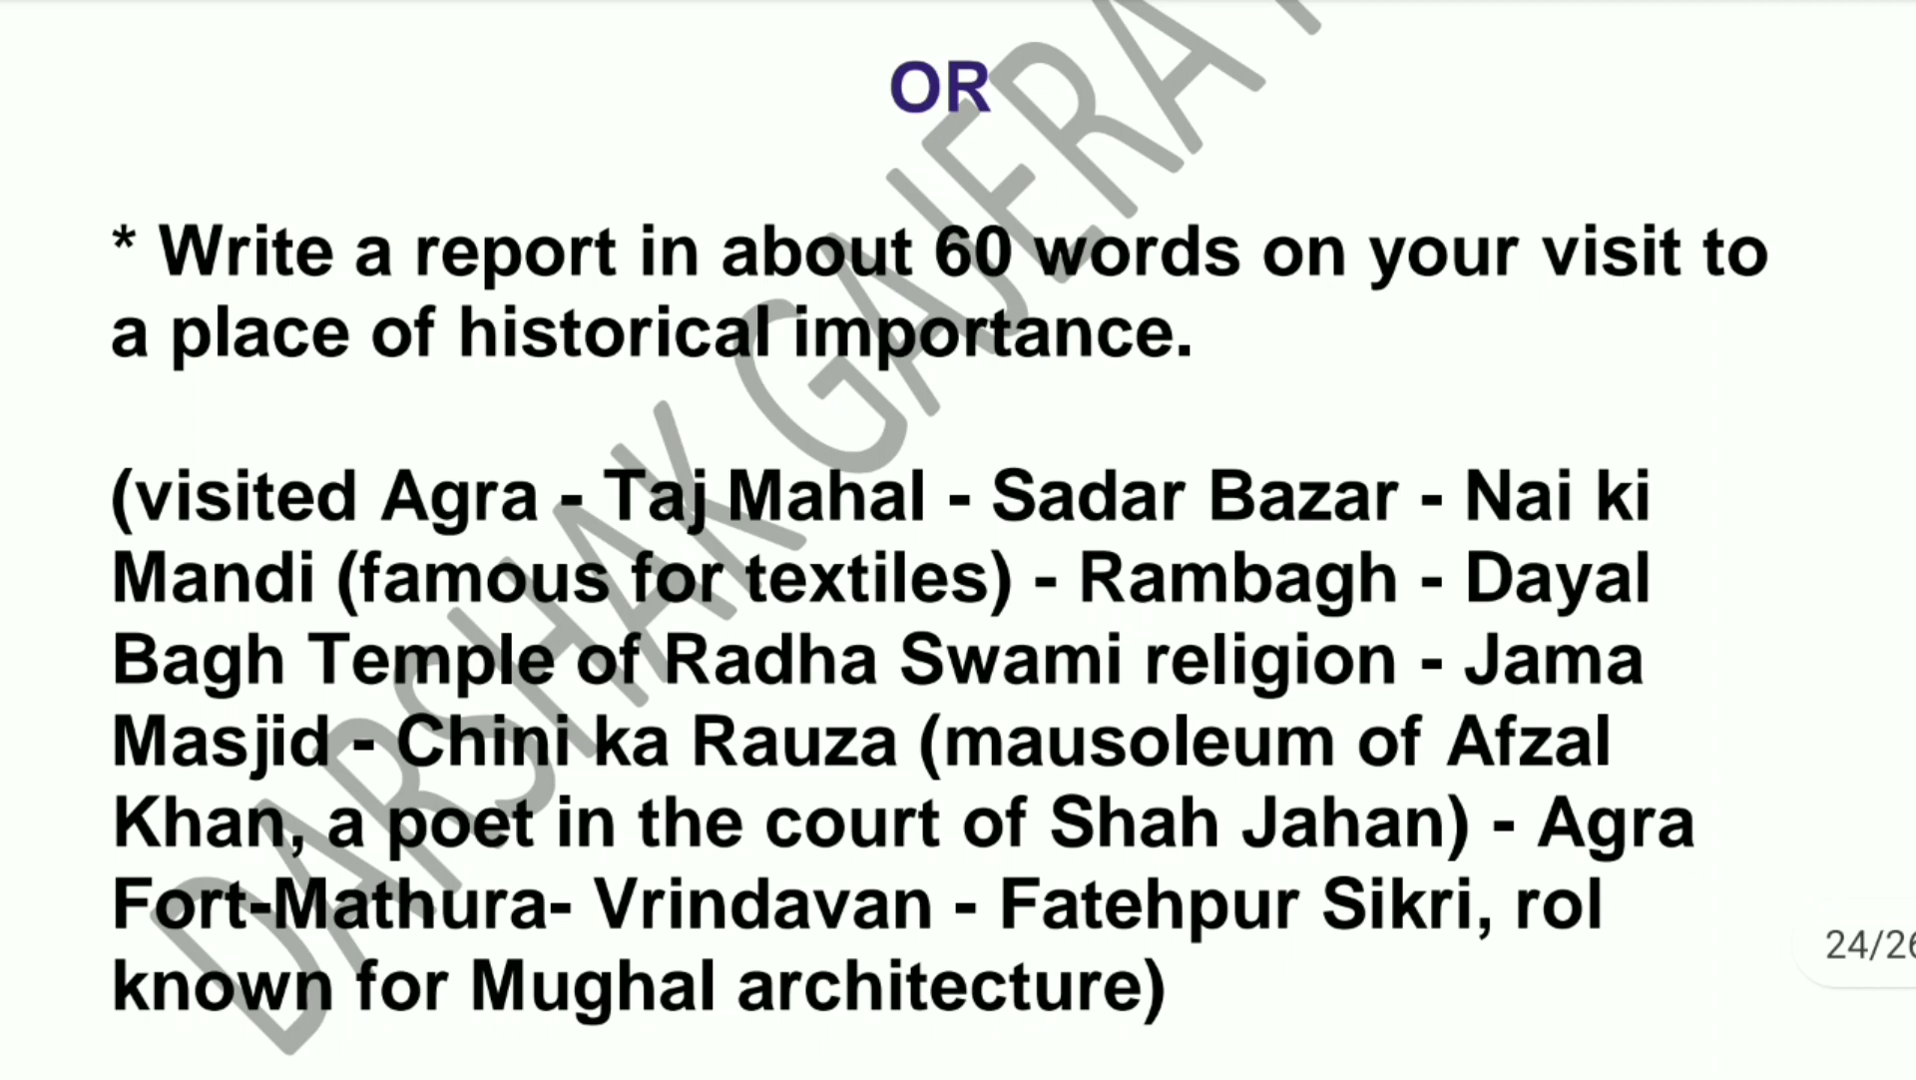 OR
* Write a report in about 60 words on your visit to
a place of historical importance.
(visited Agra - Taj Mahal - Sadar Bazar - Nai ki
Mandi (famous for textiles) - Rambagh - Dayal
Bagh Temple of Radha Swami religion - Jama
Masjid - Chini ka Rauza (mausoleum of Afzal
Khan, a poet in the court of Shah Jahan) - Agra
Fort-Mathura- Vrindavan - Fatehpur Sikri, rol
known for Mughal architecture)
24/26
DARSHAK GAJERA